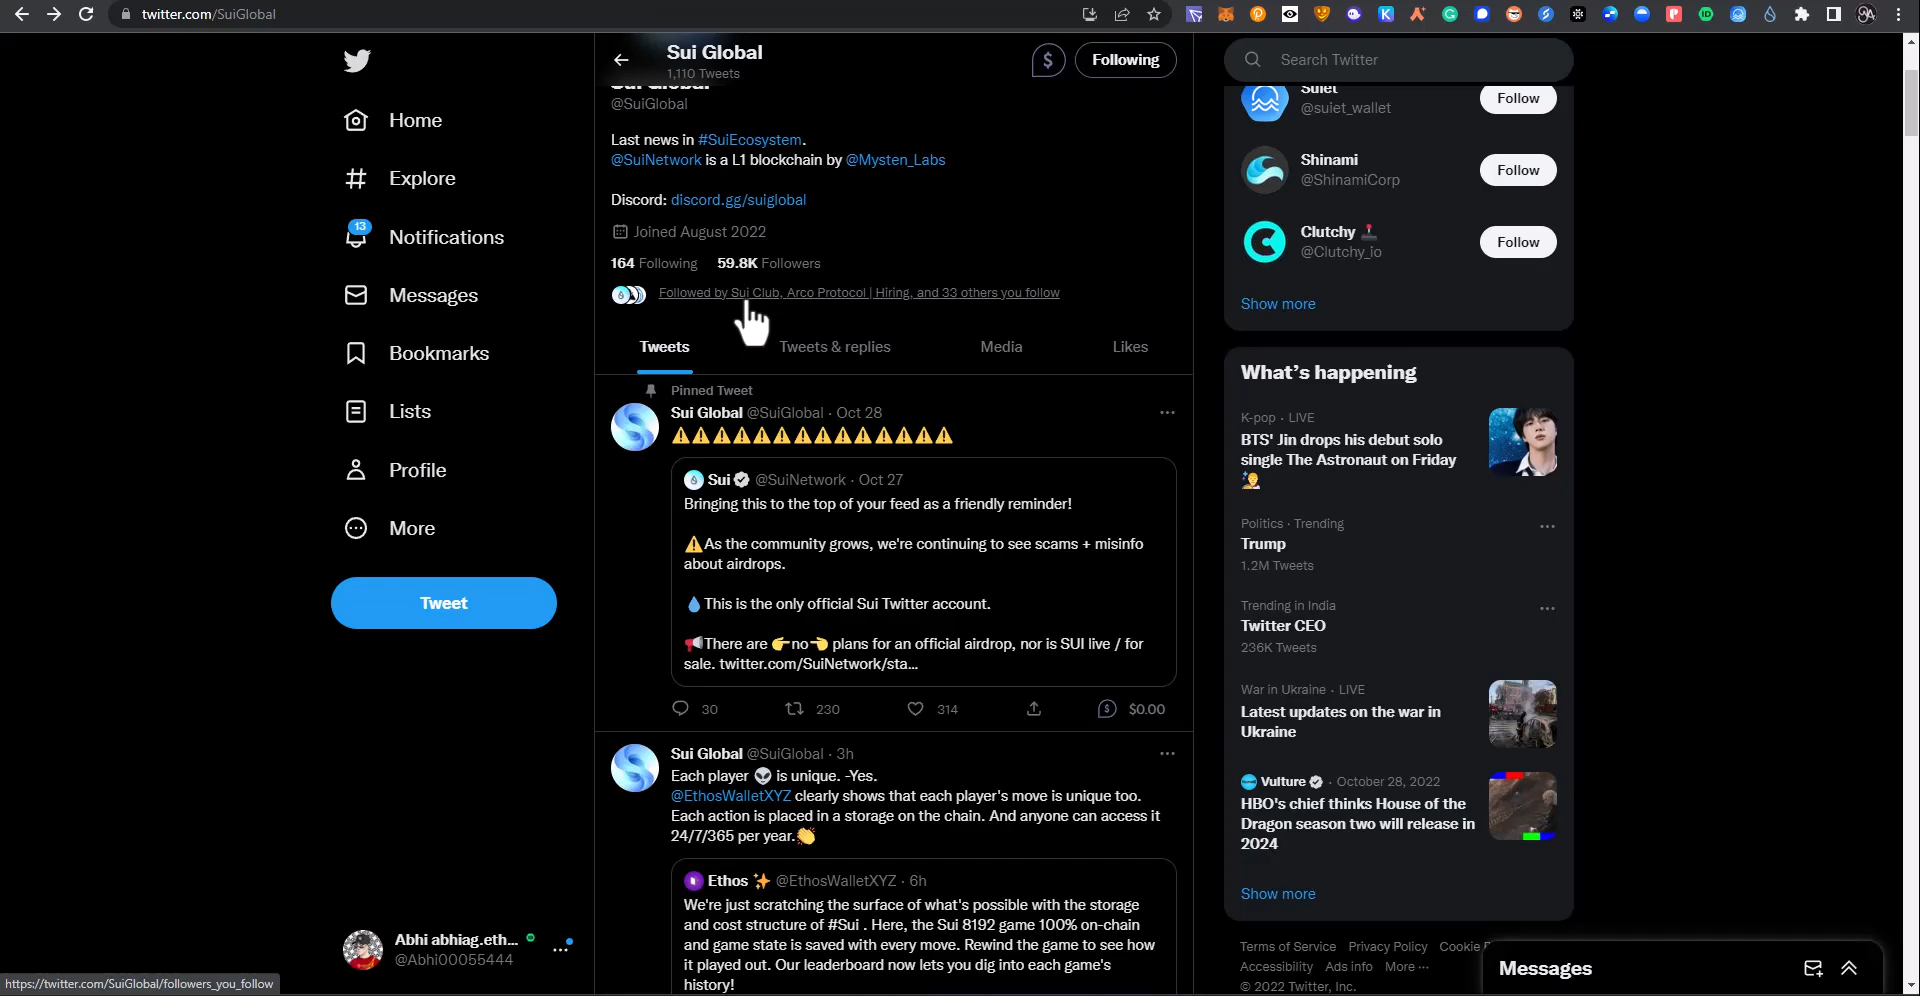 twitter.com/SuiGlobal
Home
Explore
13
Notifications
Messages
Bookmarks
Lists
Profile
More
Tweet
Abhi abhiag.eth...
@Abhi00055444
https://twitter.com/SuiGlobal/followers_you_follow
Sui Global
1,110 Tweets
Following
Sui Global
@SuiGlobal
Last news in #SuiEcosystem.
@SuiNetwork is a L1 blockchain by @Mysten_Labs
Discord: discord.gg/suiglobal
Joined August 2022
164 Following 59.8K Followers
Followed by Sui Club, Arco Protocol | Hiring, and 33 others you follow
Tweets Tweets & replies Media Likes
Pinned Tweet
Sui Global @SuiGlobal · Oct 28
⚠️⚠️⚠️⚠️⚠️⚠️⚠️⚠️⚠️⚠️⚠️⚠️⚠️⚠️
Sui @SuiNetwork · Oct 27
Bringing this to the top of your feed as a friendly reminder!
⚠️As the community grows, we're continuing to see scams + misinfo
about airdrops.
💧This is the only official Sui Twitter account.
📢There are 👉no👈 plans for an official airdrop, nor is SUI live / for
sale. twitter.com/SuiNetwork/sta...
30 230 314 $0.00
Sui Global @SuiGlobal · 3h
Each player 👽 is unique. -Yes.
@EthosWalletXYZ clearly shows that each player's move is unique too.
Each action is placed in a storage on the chain. And anyone can access it
24/7/365 per year.👏
Ethos ✨ @EthosWalletXYZ · 6h
We're just scratching the surface of what's possible with the storage
and cost structure of #Sui . Here, the Sui 8192 game 100% on-chain
and game state is saved with every move. Rewind the game to see how
it played out. Our leaderboard now lets you dig into each game's
history!
Search Twitter
Suiet
@suiet_wallet
Follow
Shinami
@ShinamiCorp
Follow
Clutchy 🕹️
@Clutchy_io
Follow
Show more
What's happening
K-pop · LIVE
BTS' Jin drops his debut solo
single The Astronaut on Friday
Politics · Trending
Trump
1.2M Tweets
Trending in India
Twitter CEO
236K Tweets
War in Ukraine · LIVE
Latest updates on the war in
Ukraine
Vulture · October 28, 2022
HBO's chief thinks House of the
Dragon season two will release in
2024
Show more
Terms of Service Privacy Policy Cookie
Accessibility Ads info More ···
© 2022 Twitter, Inc.
Messages